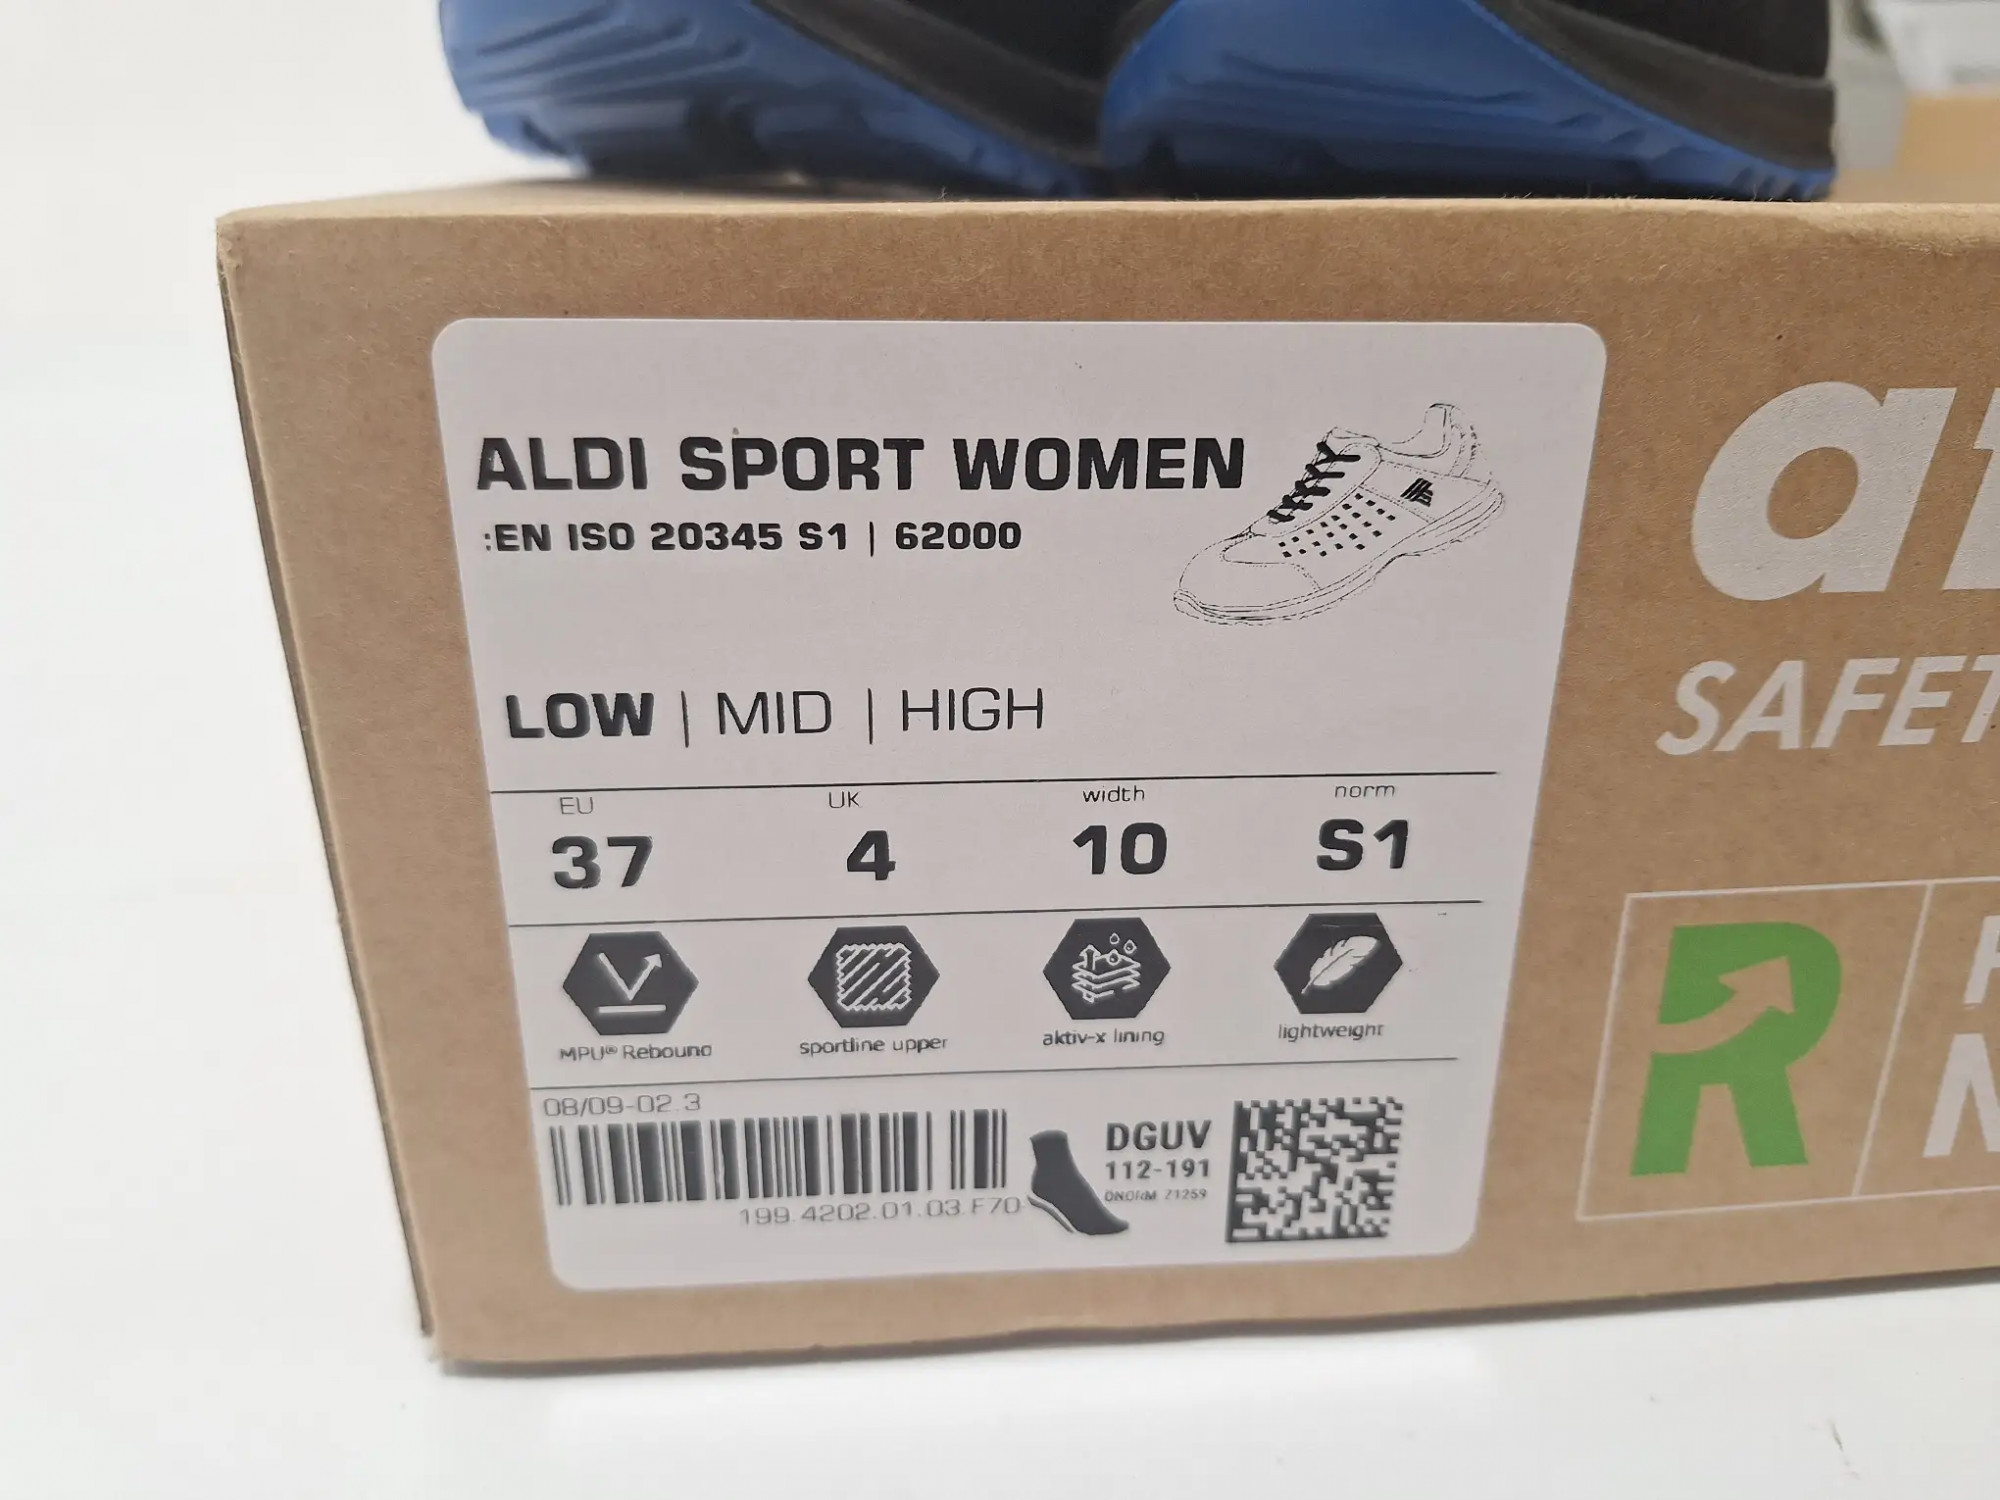 ALDI SPORT WOMEN
:EN ISO 20345 S1 | 62000
LOW | MID | HIGH
EU UK width norm
37 4 10 S1
MPU® Rebound sportline upper aktiv-x lining lightweight
08/09-02.3
199.4202.01.03.F70
DGUV
112-191
ÖNORM Z1259
SAFET
R